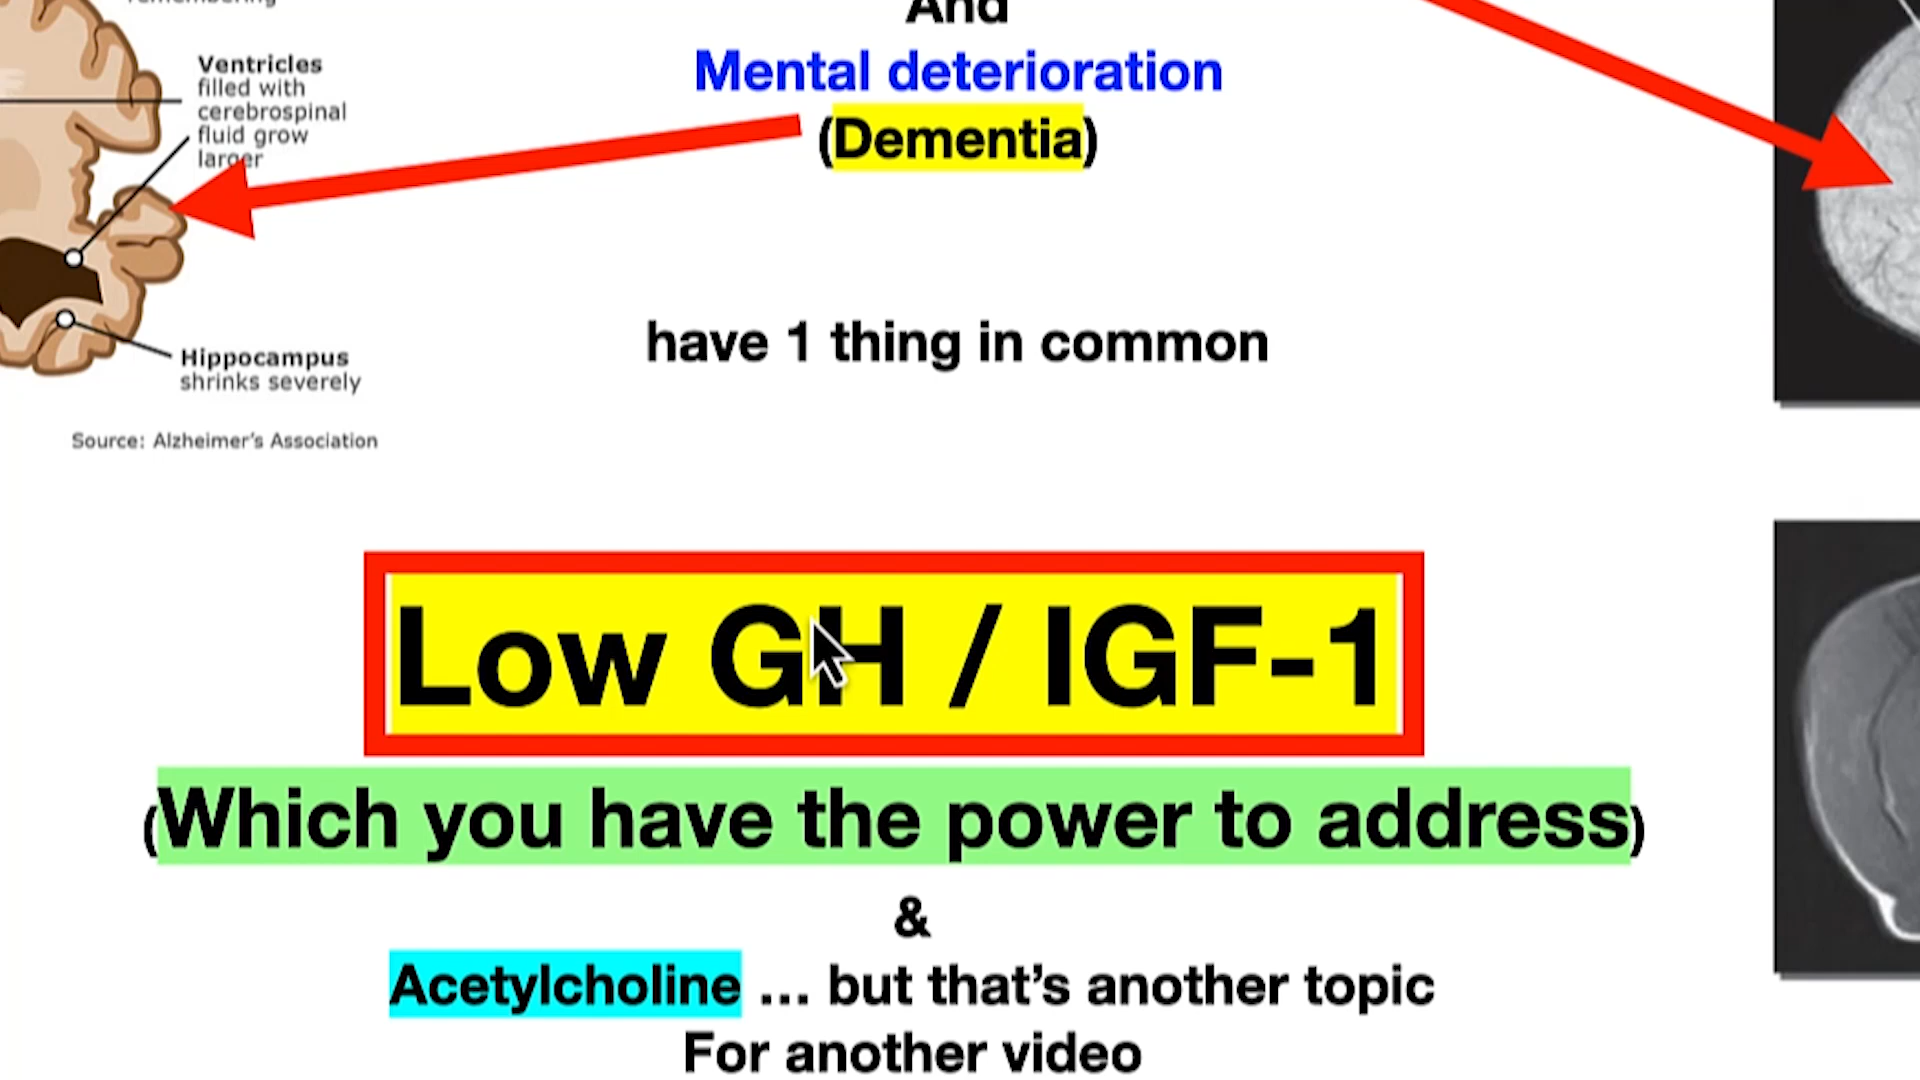 remembering
And
Ventricles
filled with
cerebrospinal
fluid grow
larger
Mental deterioration
(Dementia)
have 1 thing in common
Hippocampus
shrinks severely
Source: Alzheimer's Association
Low GH / IGF-1
(Which you have the power to address)
&
Acetylcholine ... but that's another topic
For another video